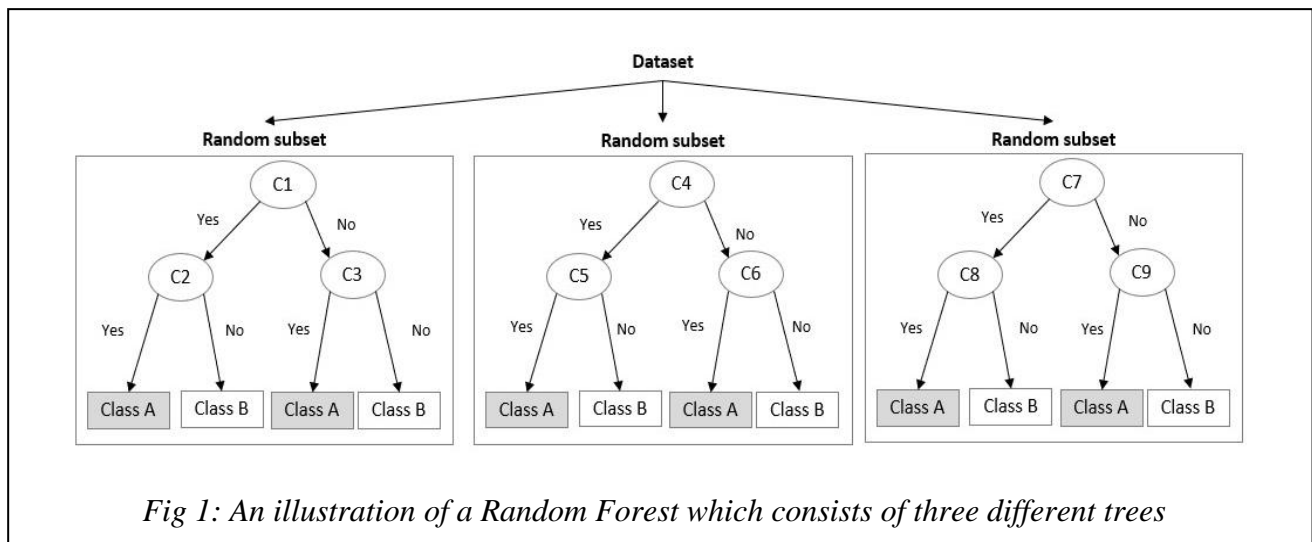 Dataset
Random subset Random subset Random subset
C1 C4 C7
Yes No Yes No Yes No
C2 C3 C5 C6 C8 C9
Yes No Yes No Yes No Yes No Yes No Yes No
Class A Class B Class A Class B Class A Class B Class A Class B Class A Class B Class A Class B
Fig 1: An illustration of a Random Forest which consists of three different trees